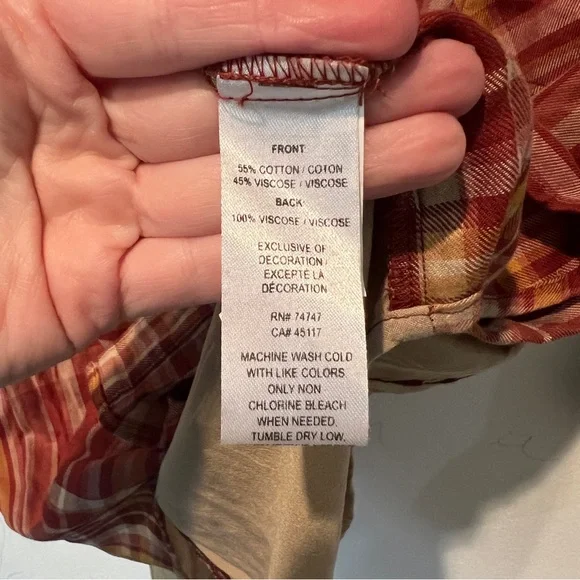 FRONT
55% COTTON / COTON
45% VISCOSE / VISCOSE
BACK:
100% VISCOSE / VISCOSE
EXCLUSIVE OF
DECORATION /
EXCEPTÉ LA
DÉCORATION
RN# 74747
CA# 45117
MACHINE WASH COLD
WITH LIKE COLORS
ONLY NON
CHLORINE BLEACH
WHEN NEEDED.
TUMBLE DRY LOW.